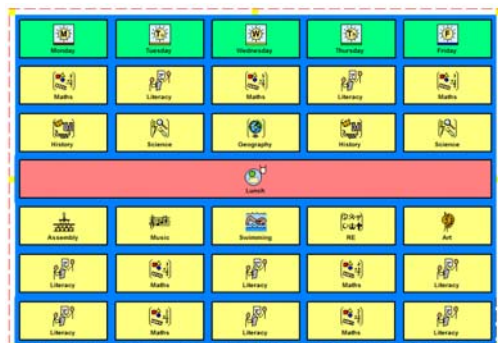 Monday Tuesday Wednesday Thursday Friday
Maths Literacy Maths Literacy Maths
History Science Geography History Science
Lunch
Assembly Music Swimming RE Art
Literacy Maths Literacy Maths Literacy
Literacy Maths Literacy Maths Literacy